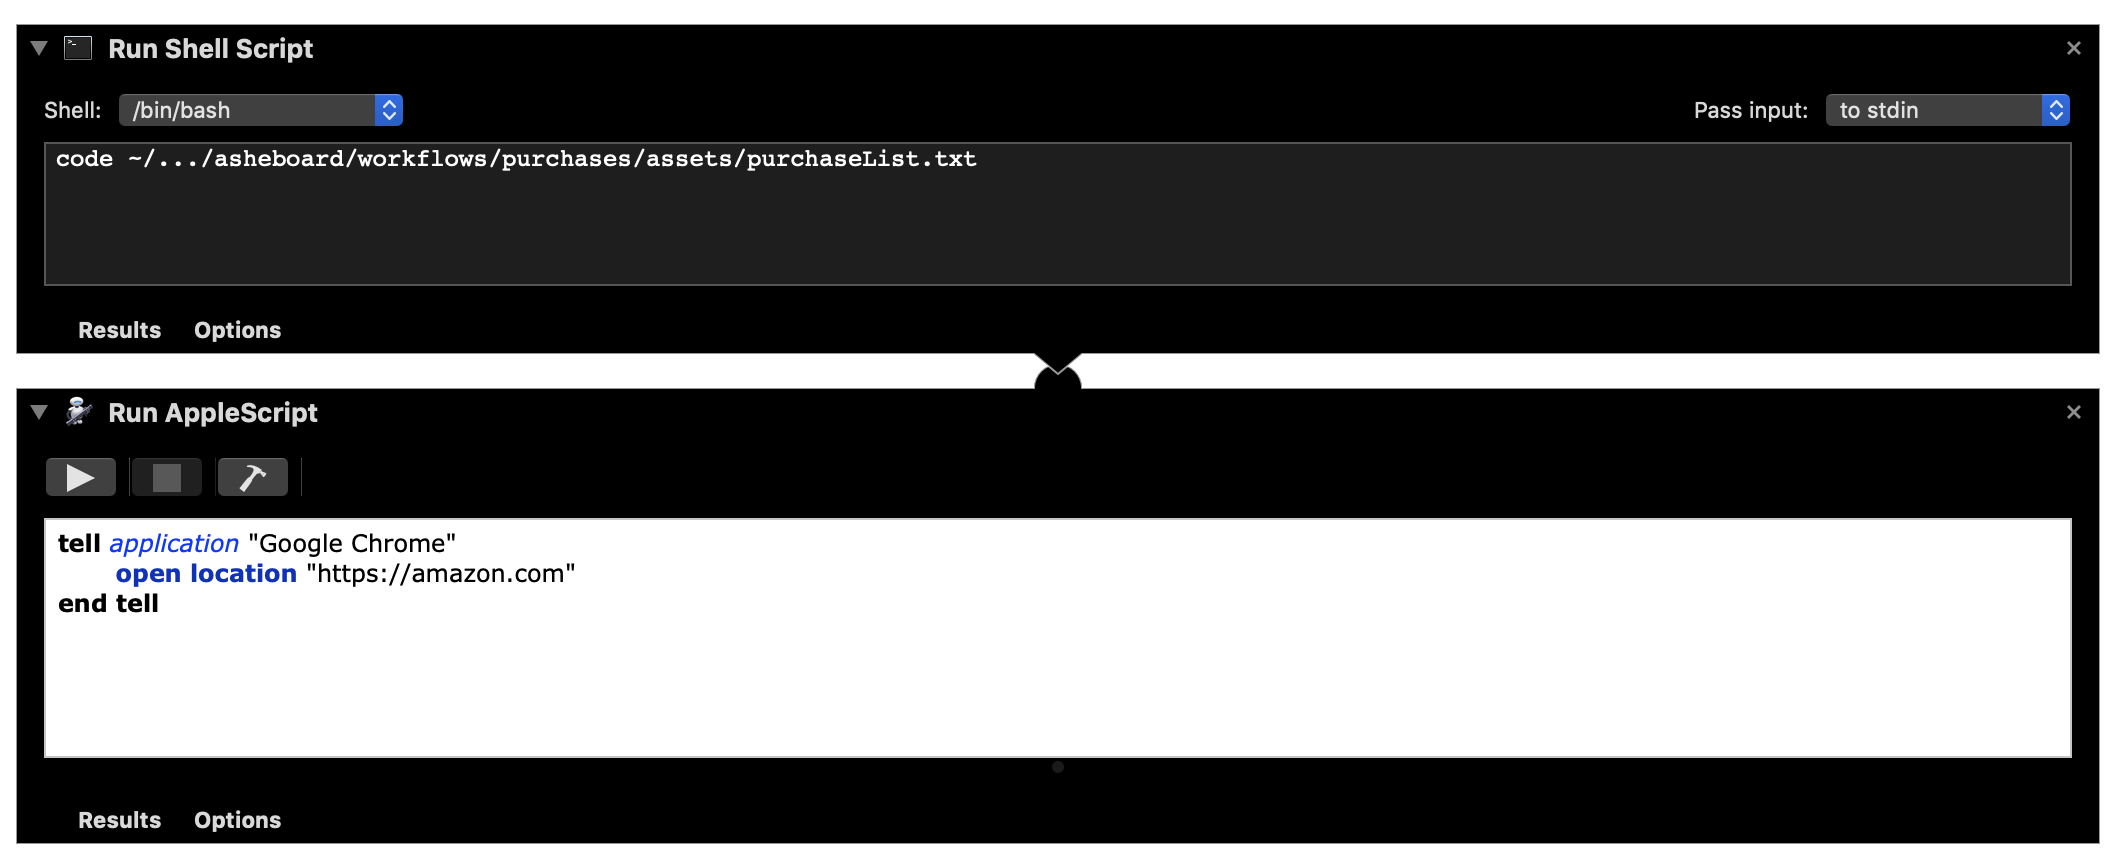 Run Shell Script
Shell: /bin/bash Pass input: to stdin
code ~/.../asheboard/workflows/purchases/assets/purchaseList.txt
Results Options
Run AppleScript
tell application "Google Chrome"
open location "https://amazon.com"
end tell
Results Options